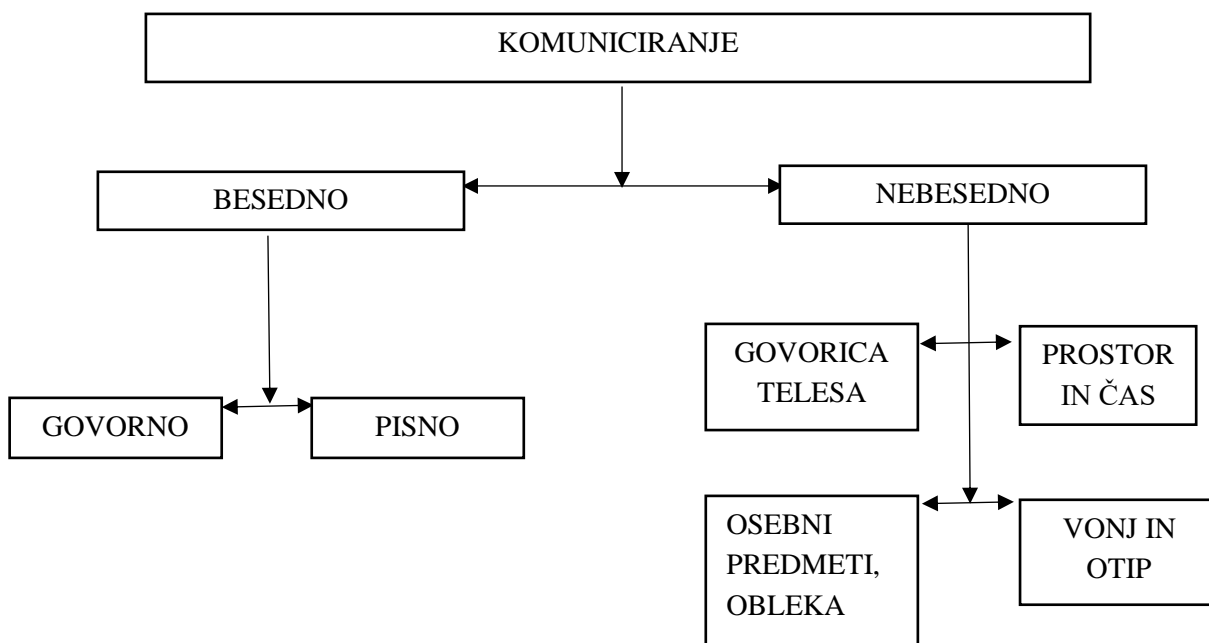 KOMUNICIRANJE
BESEDNO
NEBESEDNO
GOVORNO
PISNO
GOVORICA
TELESA
PROSTOR
IN ČAS
OSEBNI
PREDMETI,
OBLEKA
VONJ IN
OTIP